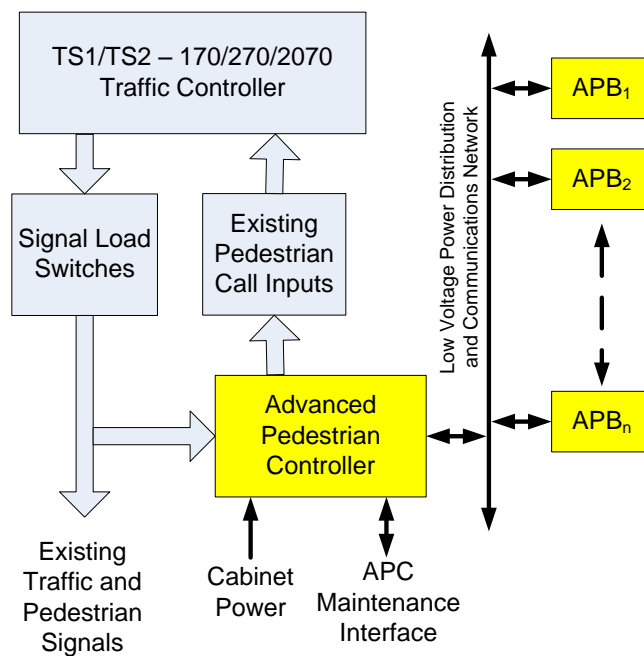 TS1/TS2 – 170/270/2070
Traffic Controller
Signal Load
Switches
Existing
Pedestrian
Call Inputs
Advanced
Pedestrian
Controller
Existing
Traffic and
Pedestrian
Signals
Cabinet
Power
APC
Maintenance
Interface
Low Voltage Power Distribution
and Communications Network
APB₁
APB₂
APBₙ